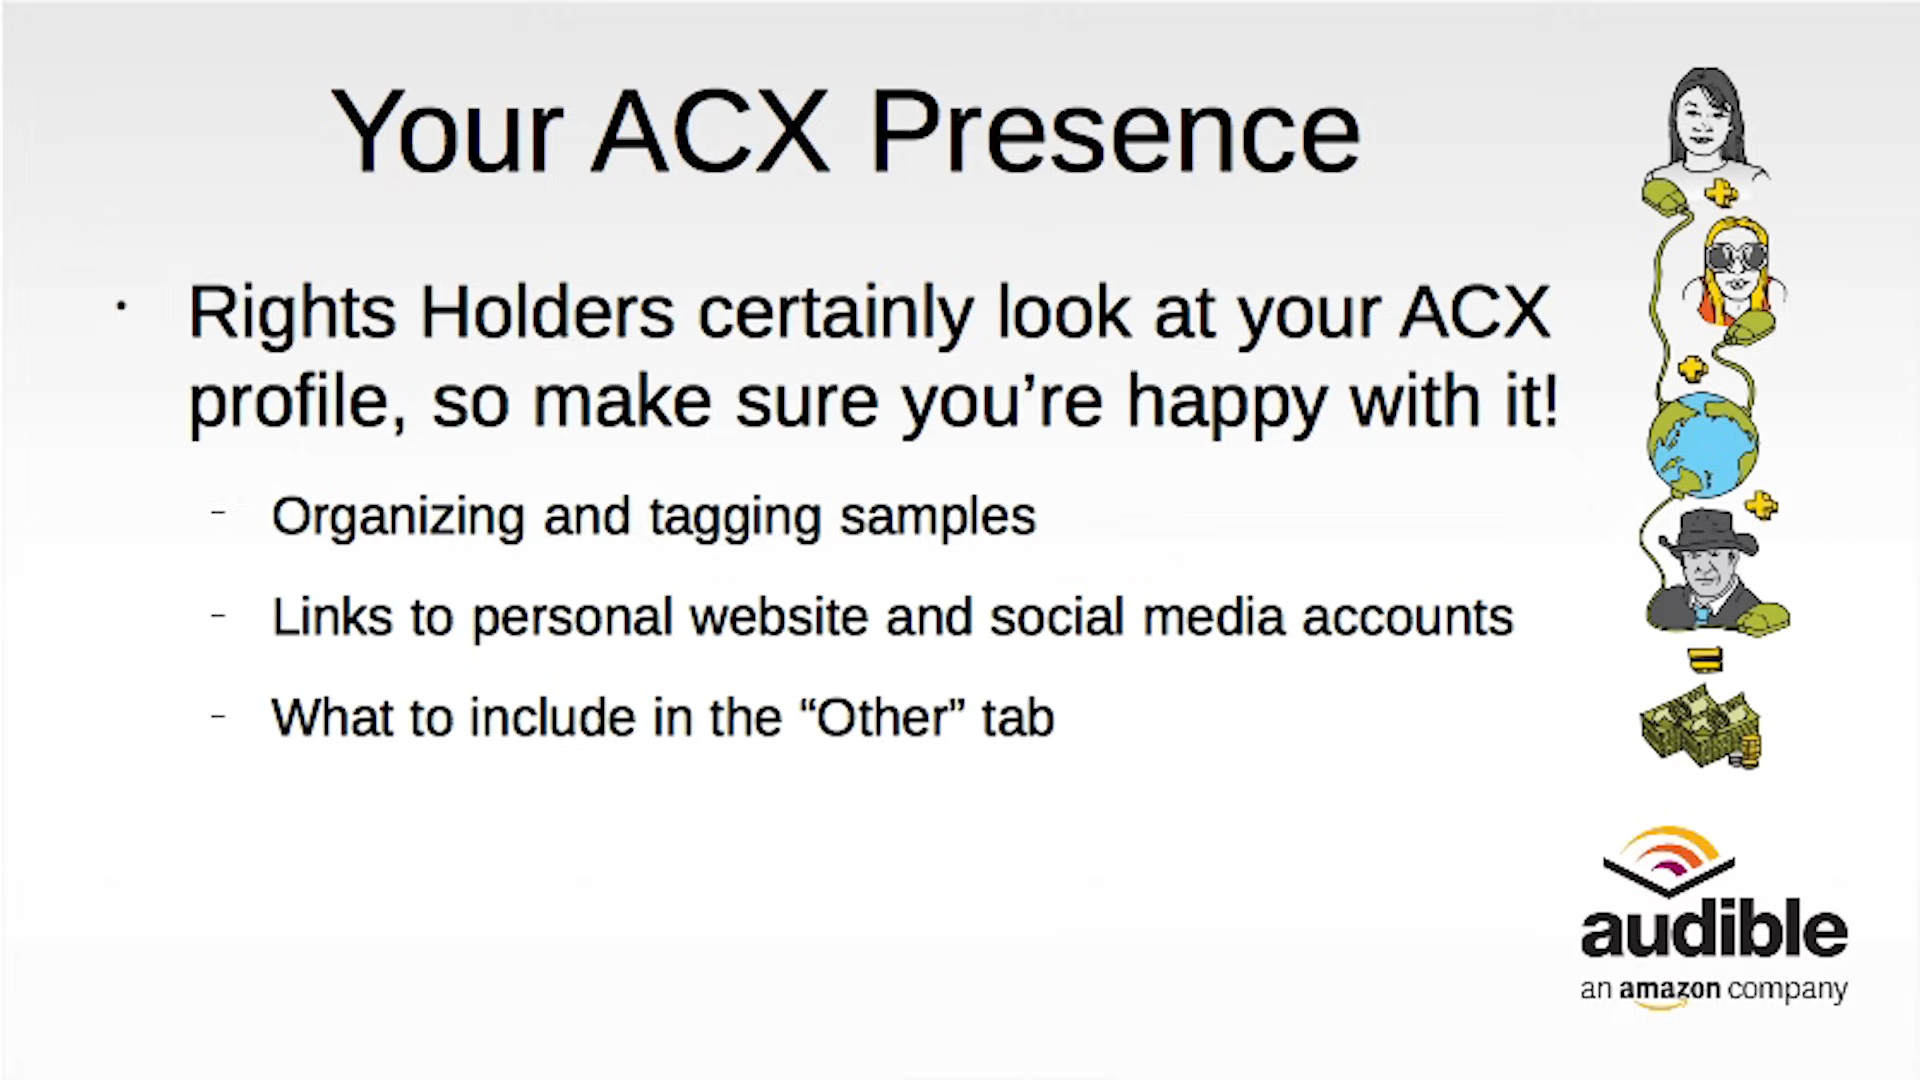 Your ACX Presence
• Rights Holders certainly look at your ACX
profile, so make sure you’re happy with it!
– Organizing and tagging samples
– Links to personal website and social media accounts
– What to include in the “Other” tab
audible
an amazon company